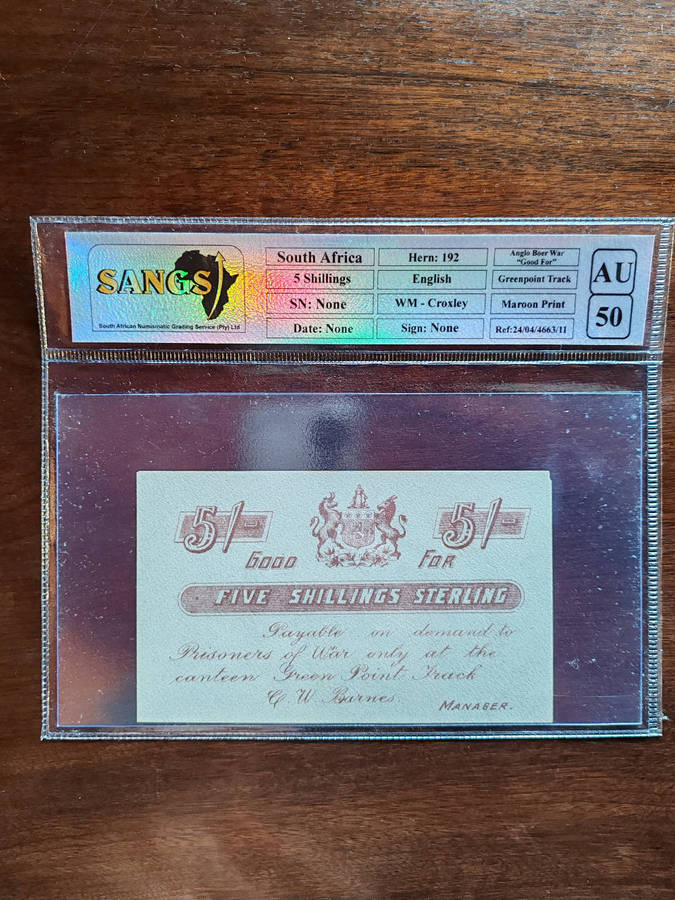 SANGS
South African Numismatic Grading Service (Pty) Ltd
South Africa
Hern: 192
Anglo Boer War
"Good For"
5 Shillings
English
Greenpoint Track
SN: None
WM - Croxley
Maroon Print
Date: None
Sign: None
Ref:24/04/4663/11
AU
50
5/- 5/-
Good For
FIVE SHILLINGS STERLING
Payable on demand to
Prisoners of War only at the
canteen Green Point Track
C. W. Barnes.
MANAGER.